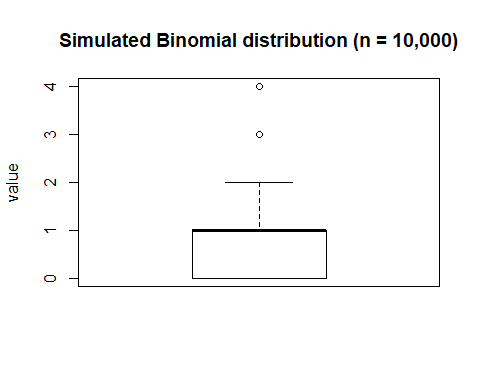 Simulated Binomial distribution (n = 10,000)
4
3
2
1
0
value